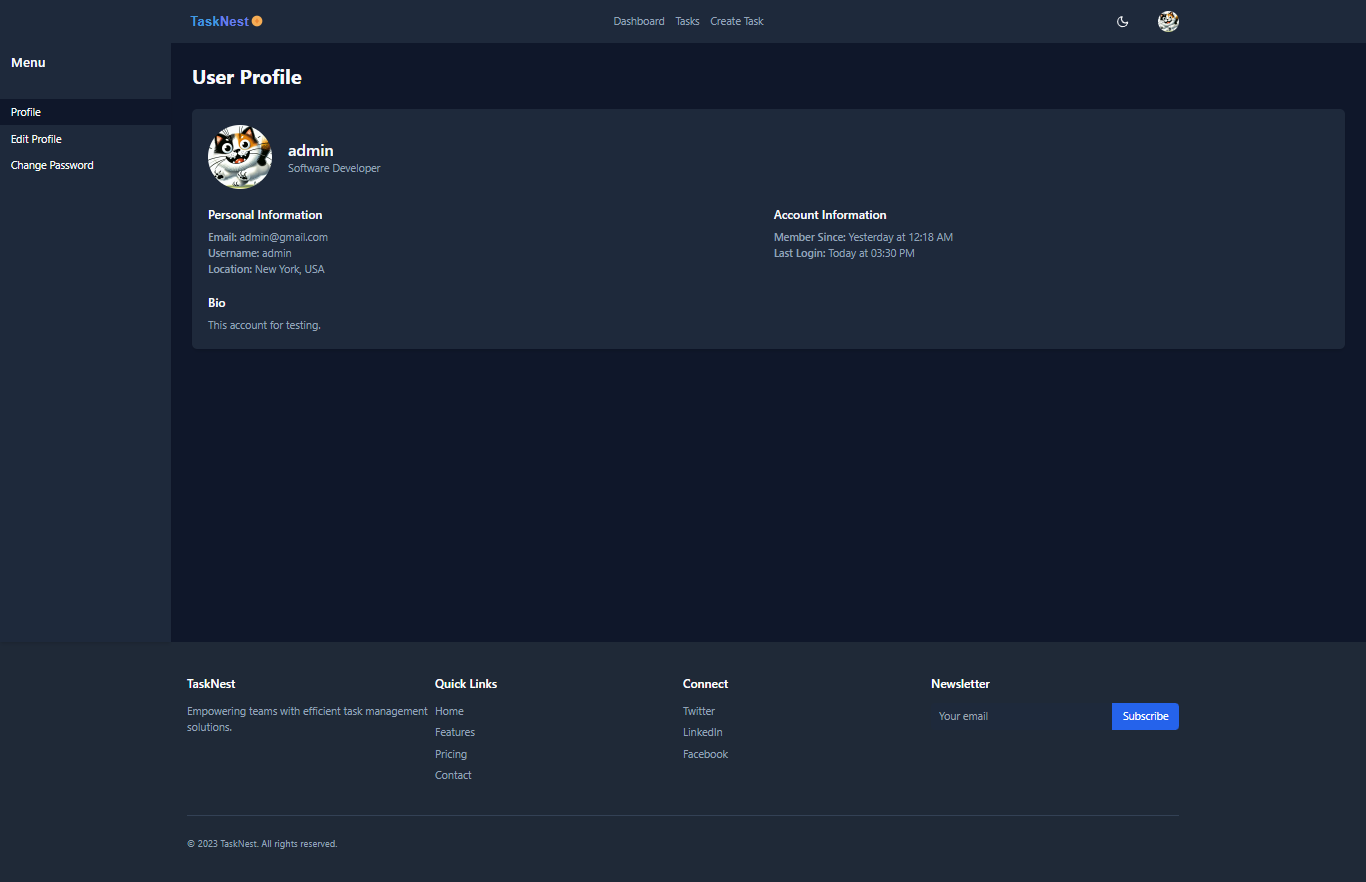 TaskNest
Dashboard Tasks Create Task
Menu
Profile
Edit Profile
Change Password
User Profile
admin
Software Developer
Personal Information
Email: admin@gmail.com
Username: admin
Location: New York, USA
Account Information
Member Since: Yesterday at 12:18 AM
Last Login: Today at 03:30 PM
Bio
This account for testing.
TaskNest
Empowering teams with efficient task management
solutions.
Quick Links
Home
Features
Pricing
Contact
Connect
Twitter
LinkedIn
Facebook
Newsletter
Your email Subscribe
© 2023 TaskNest. All rights reserved.